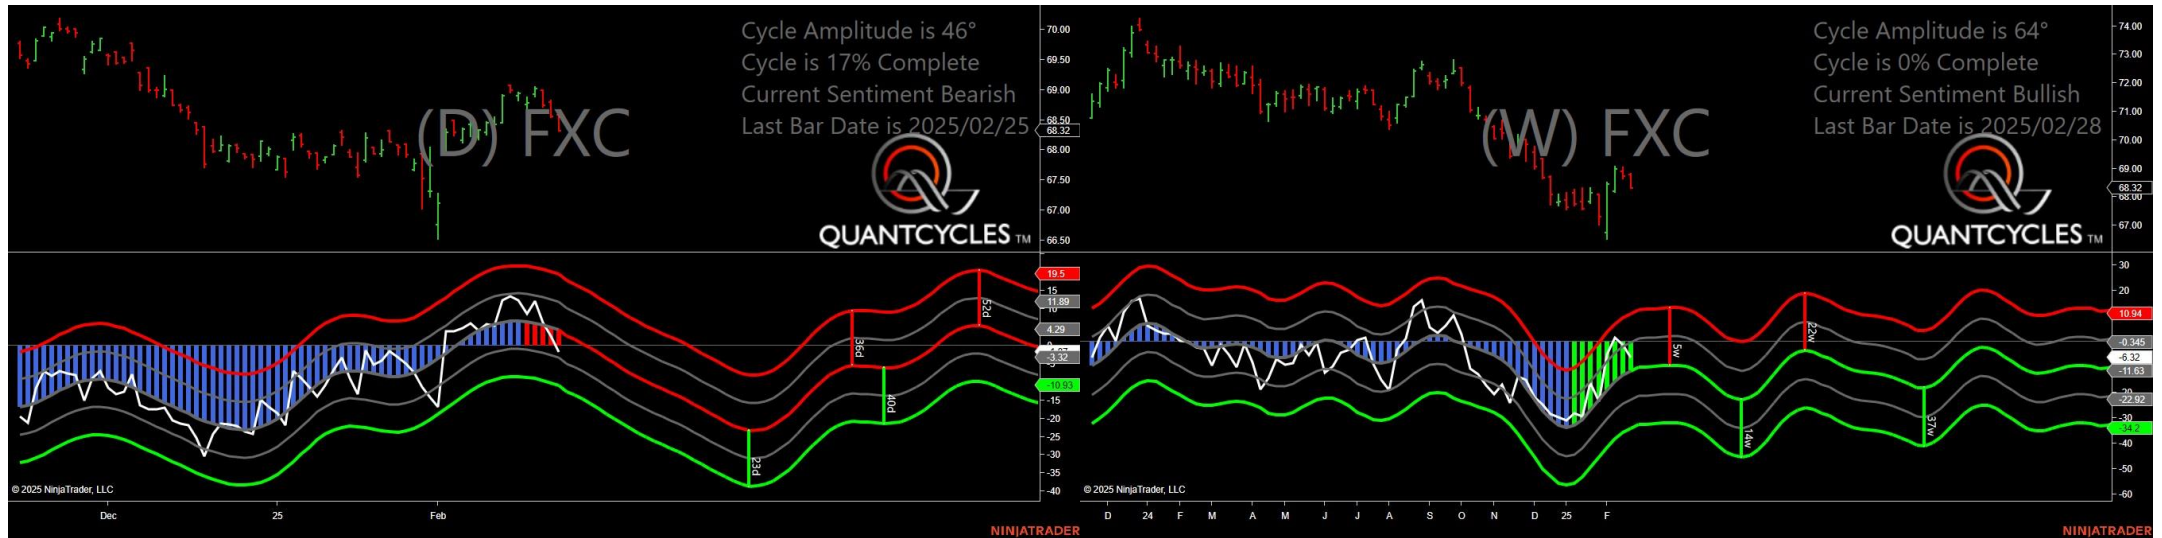 Cycle Amplitude is 46°
Cycle is 17% Complete
Current Sentiment Bearish
Last Bar Date is 2025/02/25
(D) FXC
QUANTCYCLES TM
70.00
69.50
69.00
68.50
68.32
68.00
67.50
67.00
66.50
19.5
15
11.89
10
4.29
0
-3.32
-10.93
-15
-20
-25
-30
-35
-40
23d
36d
40d
52d
© 2025 NinjaTrader, LLC
Dec
25
Feb
NINJATRADER
Cycle Amplitude is 64°
Cycle is 0% Complete
Current Sentiment Bullish
Last Bar Date is 2025/02/28
(W) FXC
QUANTCYCLES TM
74.00
73.00
72.00
71.00
70.00
69.00
68.32
68.00
67.00
30
20
10.94
-0.345
-6.32
-11.63
-20
-22.92
-30
-34.2
-40
-50
-60
5w
14w
22w
37w
© 2025 NinjaTrader, LLC
D 24 F M A M J J A S O N D 25 F
NINJATRADER